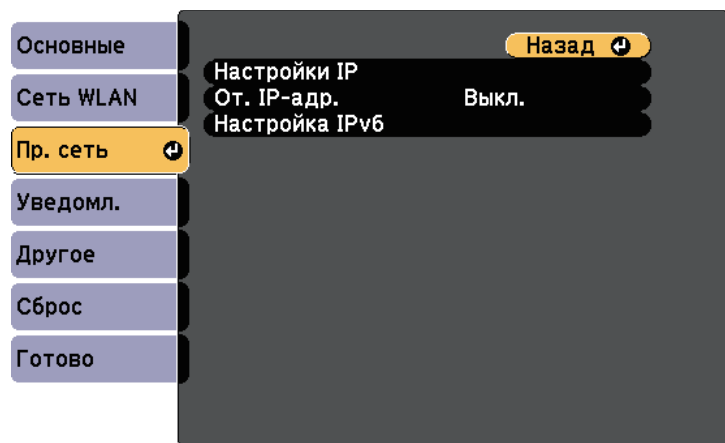 Основные
Сеть WLAN
Пр. сеть
Уведомл.
Другое
Сброс
Готово
Назад
Настройки IP
От. IP-адр. Выкл.
Настройка IPv6